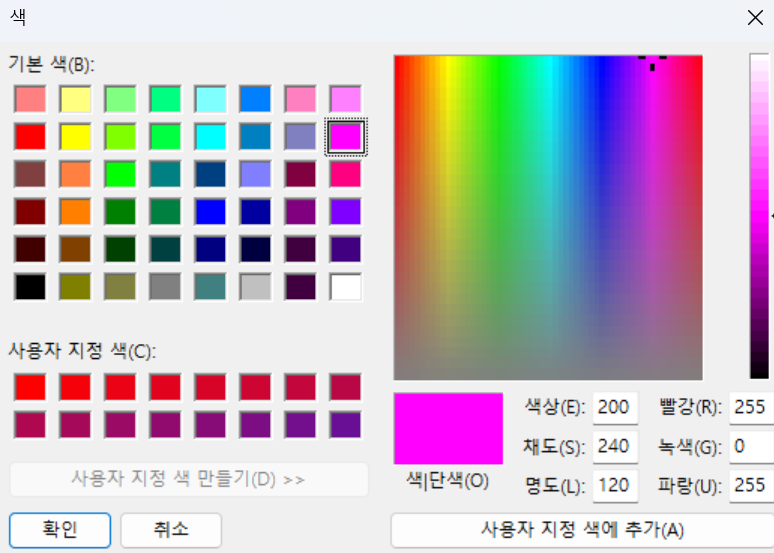 색
기본 색(B):
사용자 지정 색(C):
사용자 지정 색 만들기(D) >>
확인
취소
색|단색(O)
색상(E): 200
빨강(R): 255
채도(S): 240
녹색(G): 0
명도(L): 120
파랑(U): 255
사용자 지정 색에 추가(A)